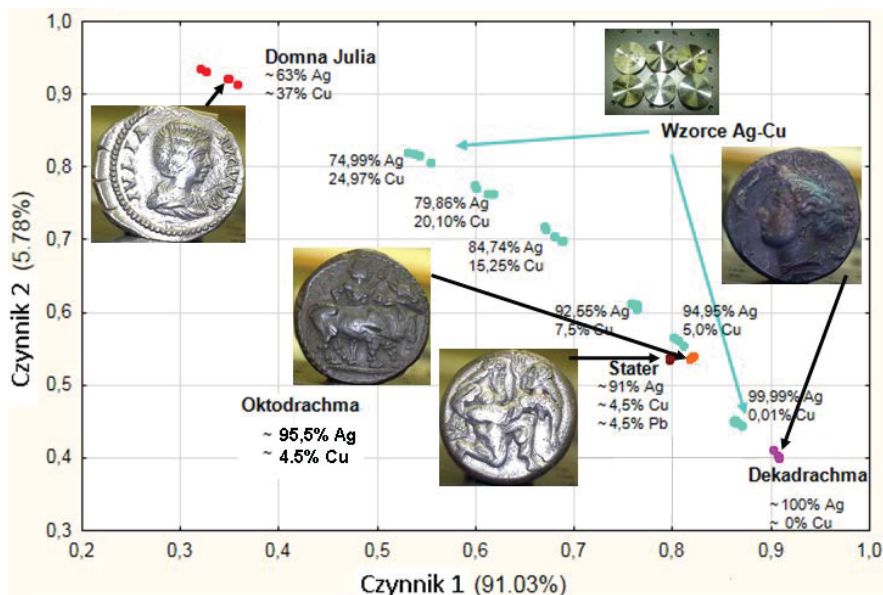 1,0
0,9
0,8
0,7
0,6
0,5
0,4
0,3
Czynnik 2 (5.78%)
Domna Julia
~63% Ag
~37% Cu
IVLIA
AVGVSTA
74,99% Ag
24,97% Cu
79,86% Ag
20,10% Cu
84,74% Ag
15,25% Cu
Wzorce Ag-Cu
92,55% Ag
7,5% Cu
94,95% Ag
5,0% Cu
Stater
~91% Ag
~4,5% Cu
~4,5% Pb
Oktodrachma
~ 95,5% Ag
~ 4.5% Cu
99,99% Ag
0,01% Cu
Dekadrachma
~100% Ag
~ 0% Cu
0,2 0,3 0,4 0,5 0,6 0,7 0,8 0,9 1,0
Czynnik 1 (91.03%)